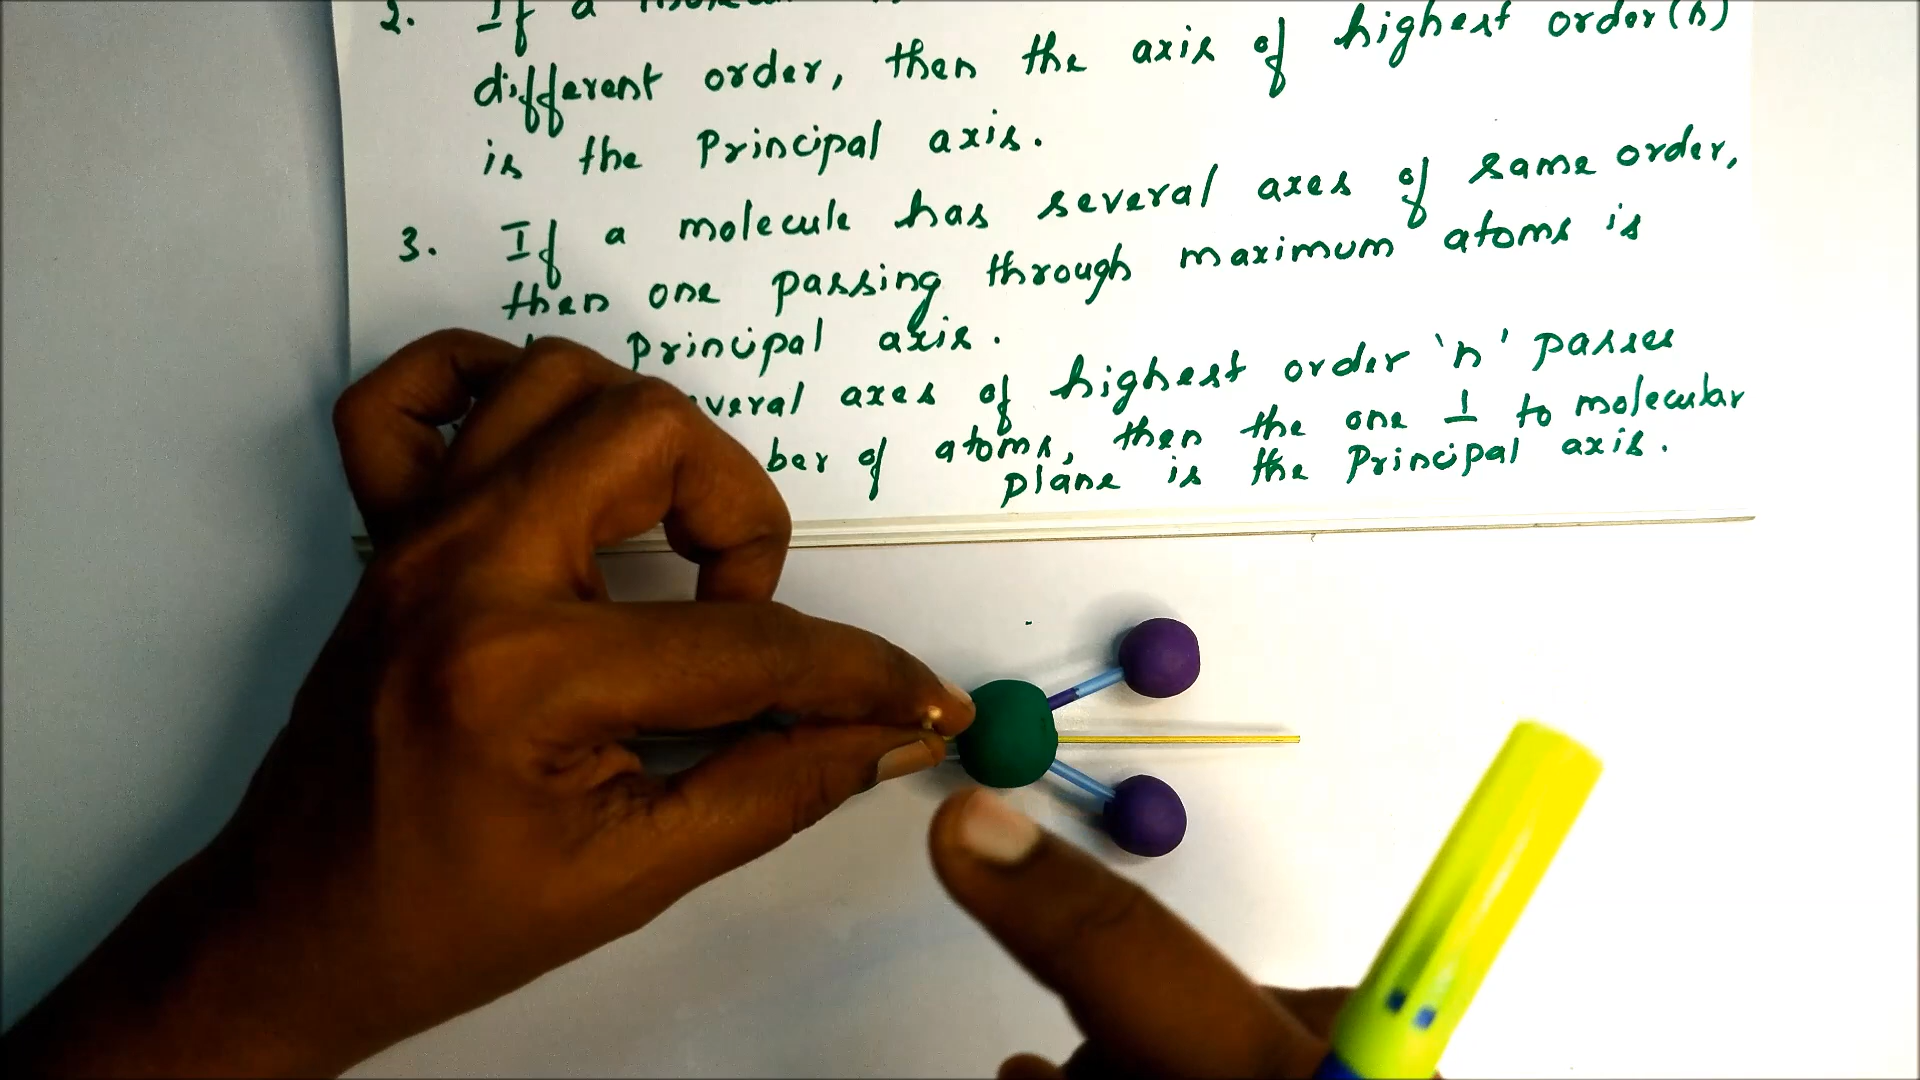 2. If a
different order, then the axis of highest order(n)
is the Principal axis.
3. If a molecule has several axes of same order,
then one passing through maximum atoms is
Principal axis.
several axes of highest order 'n' passes
ber of atoms, then the one ⊥ to molecular
plane is the Principal axis.